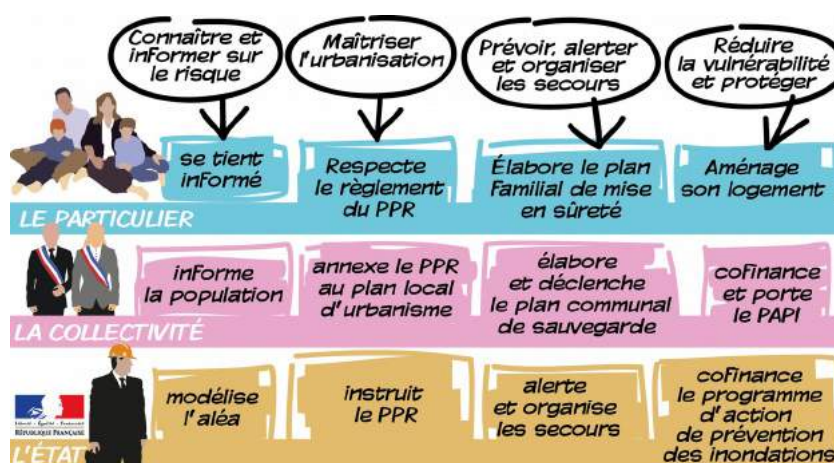 Connaître et
informer sur
le risque
Maîtriser
l'urbanisation
Prévoir, alerter
et organiser
les secours
Réduire
la vulnérabilité
et protéger
se tient
informé
Respecte
le règlement
du PPR
Élabore le plan
Familial de mise
en sûreté
Aménage
son logement
LE PARTICULIER
informe
la population
annexe le PPR
au plan local
d'urbanisme
élabore
et déclenche
le plan communal
de sauvegarde
cofinance
et porte
le PAPI
LA COLLECTIVITÉ
modélise
l'aléa
instruit
le PPR
alerte
et organise
les secours
cofinance
le programme
d'action
de prévention
des inondations
Liberté • Égalité • Fraternité
RÉPUBLIQUE FRANÇAISE
L'ÉTAT